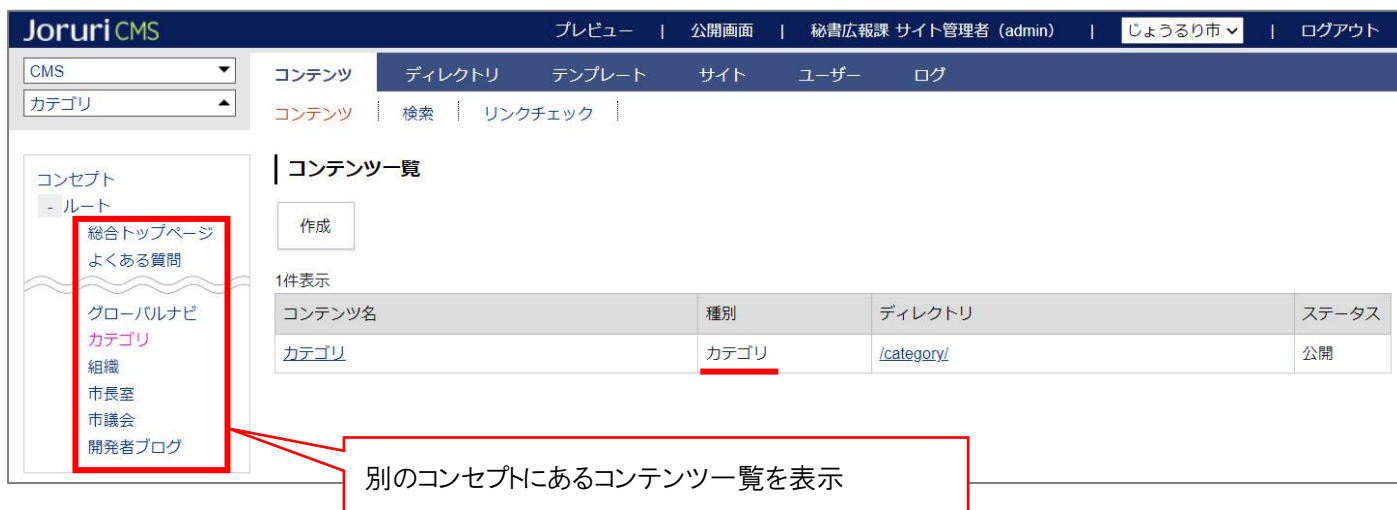 Joruri CMS
プレビュー | 公開画面 | 秘書広報課 サイト管理者 (admin) | じょうるり市 | ログアウト
CMS
カテゴリ
コンテンツ ディレクトリ テンプレート サイト ユーザー ログ
コンテンツ 検索 リンクチェック
コンセプト
- ルート
総合トップページ
よくある質問
グローバルナビ
カテゴリ
組織
市長室
市議会
開発者ブログ
コンテンツ一覧
作成
1件表示
コンテンツ名 種別 ディレクトリ ステータス
カテゴリ カテゴリ /category/ 公開
別のコンセプトにあるコンテンツ一覧を表示